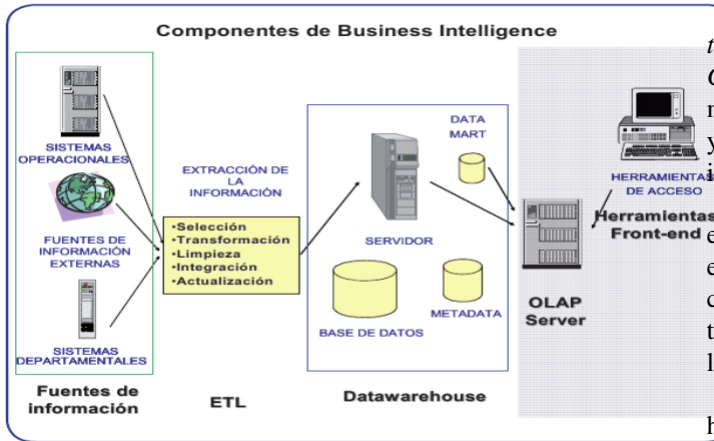 Componentes de Business Intelligence
SISTEMAS
OPERACIONALES
FUENTES DE
INFORMACIÓN
EXTERNAS
SISTEMAS
DEPARTAMENTALES
Fuentes de
información
EXTRACCIÓN DE
LA
INFORMACIÓN
•Selección
•Transformación
•Limpieza
•Integración
•Actualización
ETL
DATA
MART
SERVIDOR
BASE DE DATOS
METADATA
Datawarehouse
OLAP
Server
HERRAMIENTAS
DE ACCESO
Herramientas
Front-end